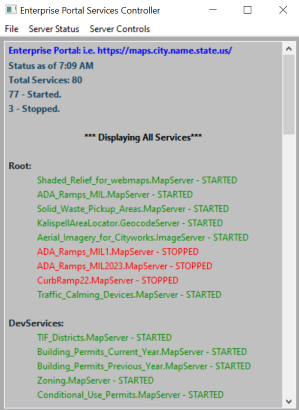 Enterprise Portal Services Controller
File Server Status Server Controls
Enterprise Portal: i.e. https://maps.city.name.state.us/
Status as of 7:09 AM
Total Services: 80
77 - Started.
3 - Stopped.
*** Displaying All Services***
Root:
Shaded_Relief_for_webmaps.MapServer - STARTED
ADA_Ramps_MIL.MapServer - STARTED
Solid_Waste_Pickup_Areas.MapServer - STARTED
KalispellAreaLocator.GeocodeServer - STARTED
Aerial_Imagery_for_Cityworks.ImageServer - STARTED
ADA_Ramps_MIL1.MapServer - STOPPED
ADA_Ramps_MIL2023.MapServer - STOPPED
CurbRamp22.MapServer - STOPPED
Traffic_Calming_Devices.MapServer - STARTED
DevServices:
TIF_Districts.MapServer - STARTED
Building_Permits_Current_Year.MapServer - STARTED
Building_Permits_Previous_Year.MapServer - STARTED
Zoning.MapServer - STARTED
Conditional_Use_Permits.MapServer - STARTED